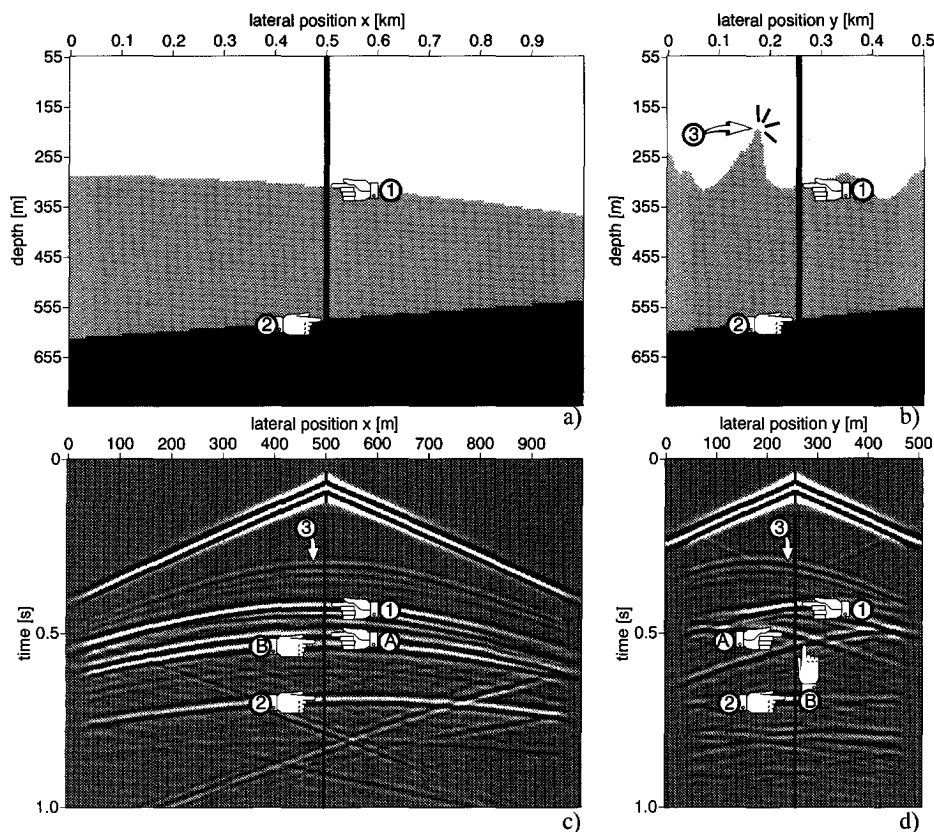 lateral position x [km]
0 0.1 0.2 0.3 0.4 0.5 0.6 0.7 0.8 0.9
55
155
255
355
455
555
655
depth [m]
1
2
a)
lateral position y [km]
0 0.1 0.2 0.3 0.4 0.5
55
155
255
355
455
555
655
depth [m]
3
1
2
b)
lateral position x [m]
0 100 200 300 400 500 600 700 800 900
0
0.5
1.0
time [s]
3
1
B
A
2
c)
lateral position y [m]
100 200 300 400 500
0
0.5
1.0
time [s]
3
1
A
2
B
d)